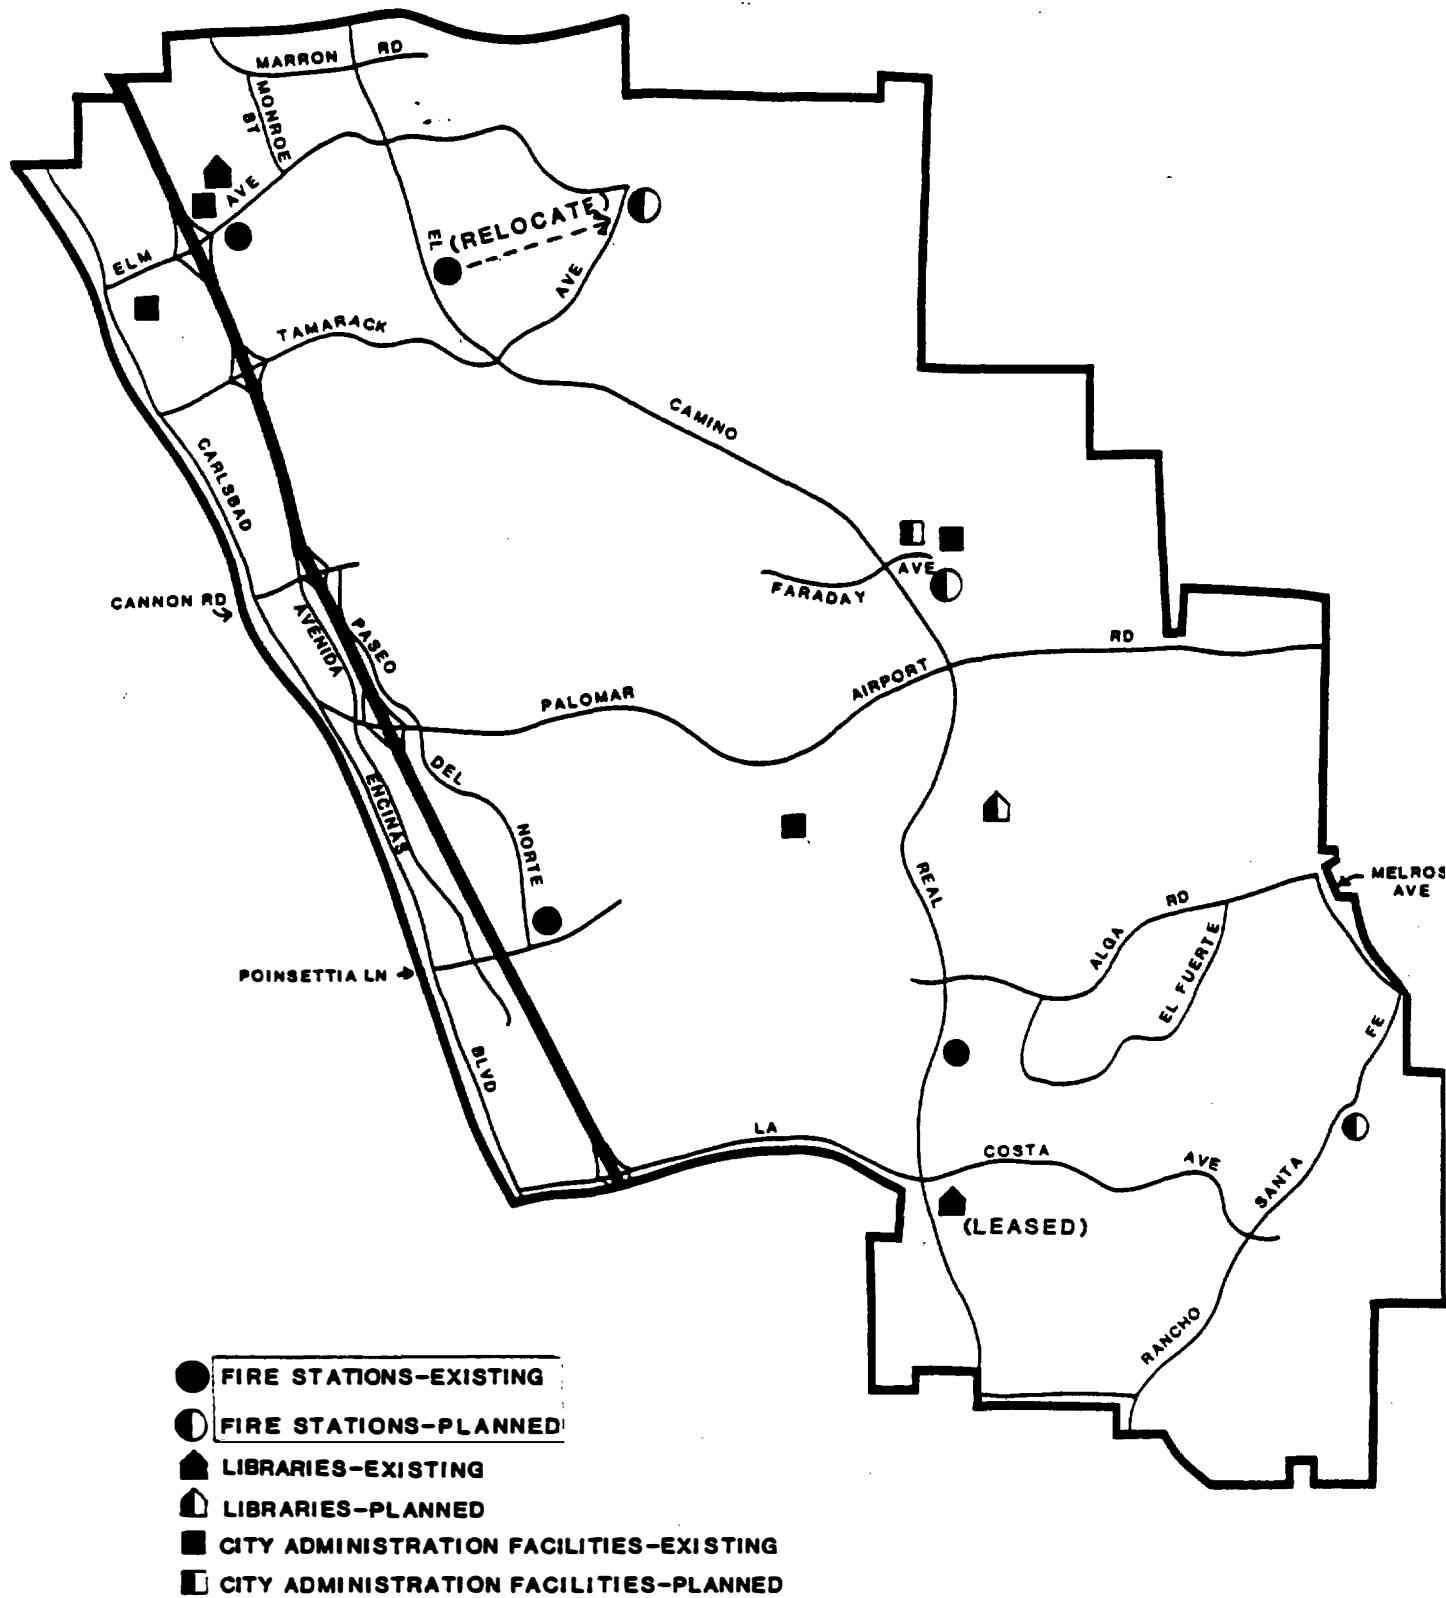 MARRON RD
MONROE ST
ELM AVE
EL
(RELOCATE)
TAMARACK AVE
CAMINO
CARLSBAD
CANNON RD
AVENIDA
PASEO
FARADAY AVE
PALOMAR AIRPORT RD
DEL
ENCINAS
NORTE
REAL
MELROS
AVE
ALGA RD
EL FUERTE
POINSETTIA LN
BLVD
LA COSTA AVE
SANTA FE
(LEASED)
RANCHO
FIRE STATIONS-EXISTING
FIRE STATIONS-PLANNED
LIBRARIES-EXISTING
LIBRARIES-PLANNED
CITY ADMINISTRATION FACILITIES-EXISTING
CITY ADMINISTRATION FACILITIES-PLANNED